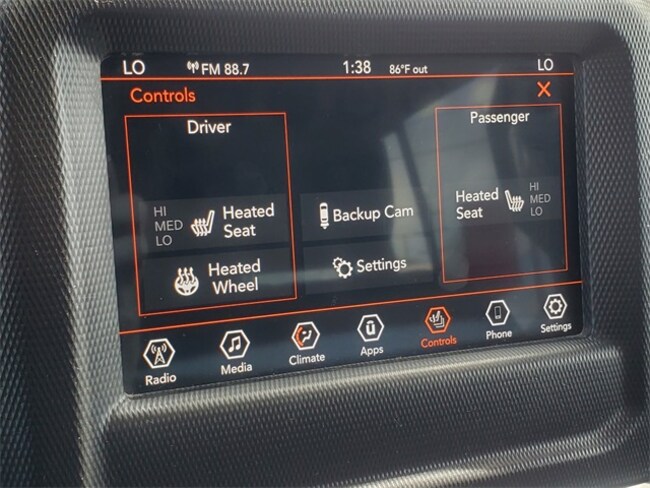 LO FM 88.7 1:38 86°F out LO
Controls X
Driver
Passenger
HI
MED
LO
Heated
Seat
Heated
Wheel
Backup Cam
Settings
Heated
Seat
HI
MED
LO
Radio Media Climate Apps Controls Phone Settings